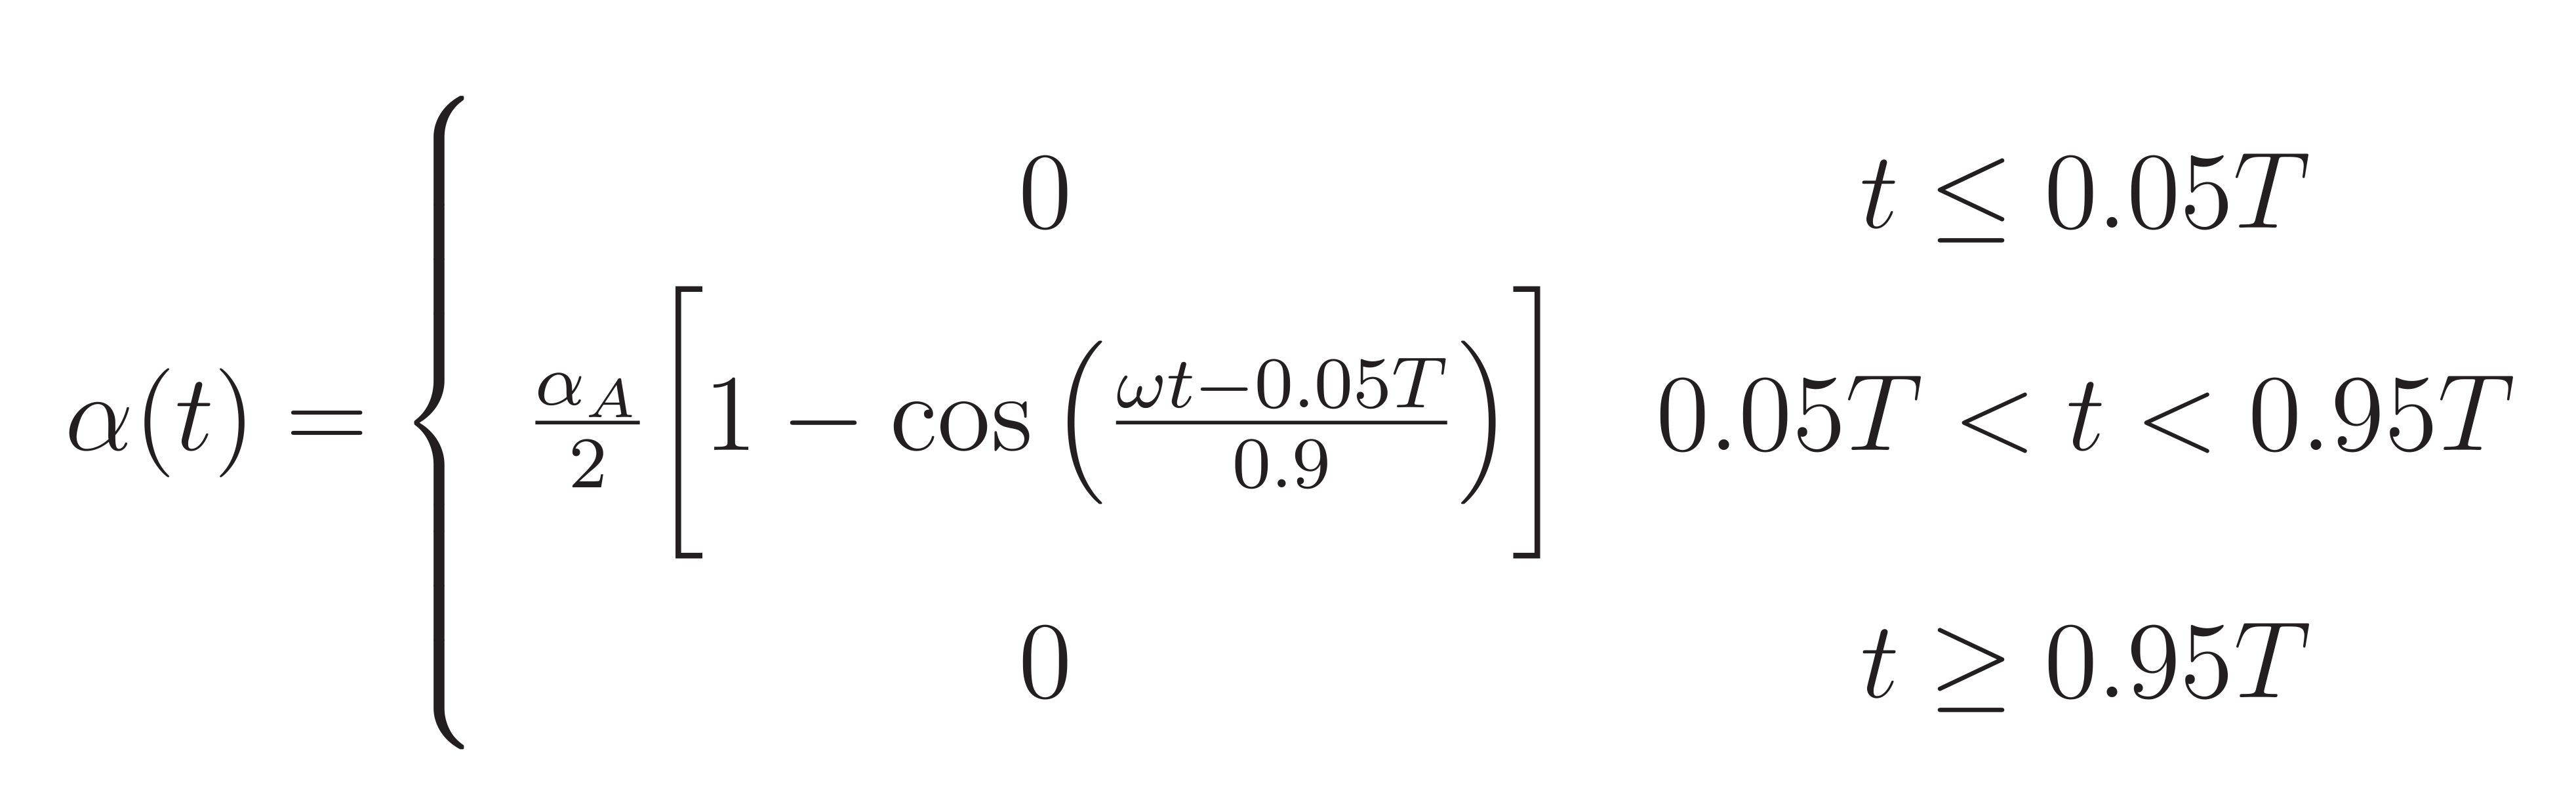 0 t ≤ 0.05T
α(t) = { α_A/2 [1 − cos (ωt−0.05T/0.9)] 0.05T < t < 0.95T
0 t ≥ 0.95T